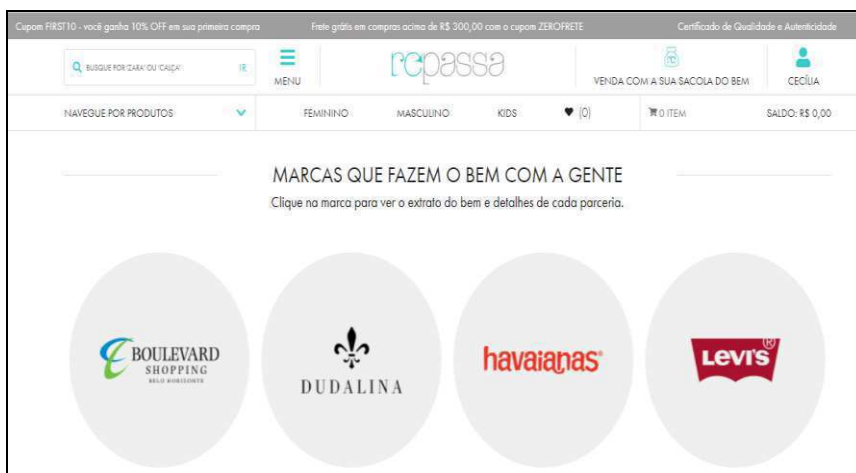 Cupom FIRST10 - você ganha 10% OFF em sua primeira compra
Frete grátis em compras acima de R$ 300,00 com o cupom ZEROFRETE
Certificado de Qualidade e Autenticidade
BUSQUE POR 'ZARA' OU 'CALÇA'
IR
MENU
repassa
VENDA COM A SUA SACOLA DO BEM
CECÍLIA
NAVEGUE POR PRODUTOS
FEMININO
MASCULINO
KIDS
(0)
0 ITEM
SALDO: R$ 0,00
MARCAS QUE FAZEM O BEM COM A GENTE
Clique na marca para ver o extrato do bem e detalhes de cada parceria.
BOULEVARD
SHOPPING
BELO HORIZONTE
DUDALINA
havaianas®
LEVI'S®